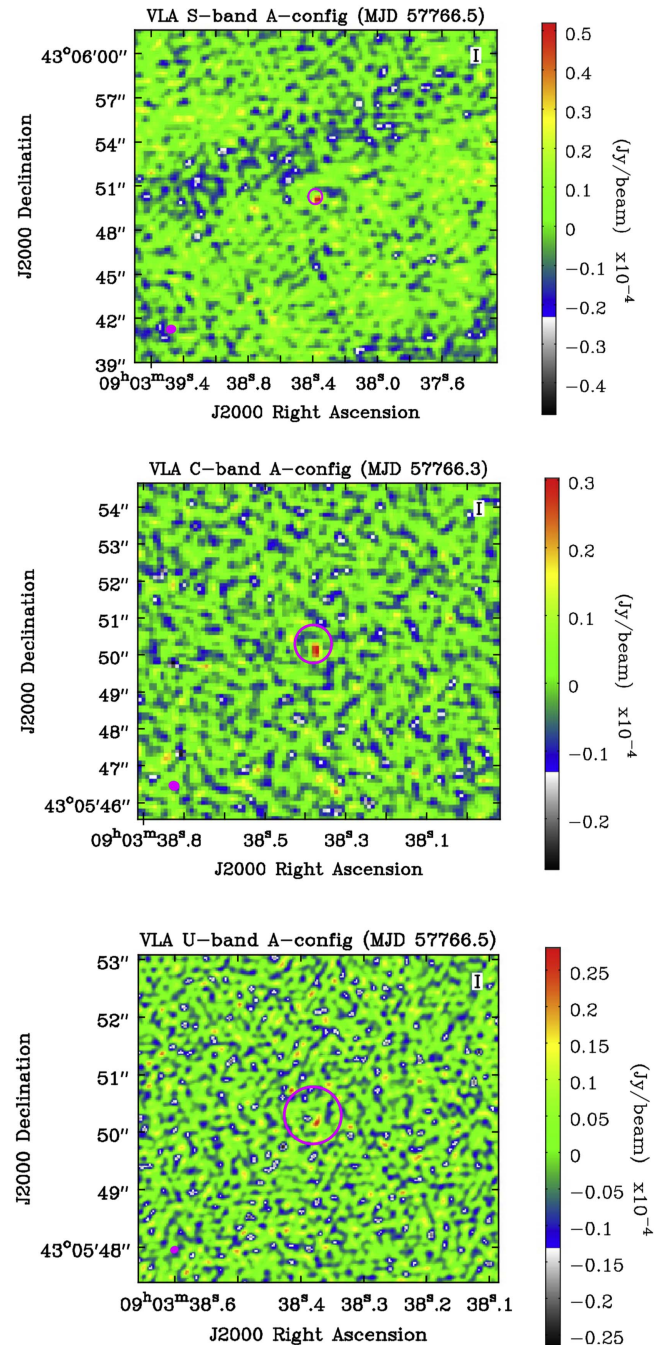 VLA S-band A-config (MJD 57766.5)
I
43°06'00"
57"
54"
51"
48"
45"
42"
39"
J2000 Declination
09ʰ03ᵐ39ˢ.4 38ˢ.8 38ˢ.4 38ˢ.0 37ˢ.6
J2000 Right Ascension
0.5
0.4
0.3
0.2
0.1
0
−0.1
−0.2
−0.3
−0.4
(Jy/beam) x10⁻⁴
VLA C-band A-config (MJD 57766.3)
I
54"
53"
52"
51"
50"
49"
48"
47"
43°05'46"
J2000 Declination
09ʰ03ᵐ38ˢ.8 38ˢ.5 38ˢ.3 38ˢ.1
J2000 Right Ascension
0.3
0.2
0.1
0
−0.1
−0.2
(Jy/beam) x10⁻⁴
VLA U-band A-config (MJD 57766.5)
I
53"
52"
51"
50"
49"
43°05'48"
J2000 Declination
09ʰ03ᵐ38ˢ.6 38ˢ.4 38ˢ.3 38ˢ.2 38ˢ.1
J2000 Right Ascension
0.25
0.2
0.15
0.1
0.05
0
−0.05
−0.1
−0.15
−0.2
−0.25
(Jy/beam) x10⁻⁴